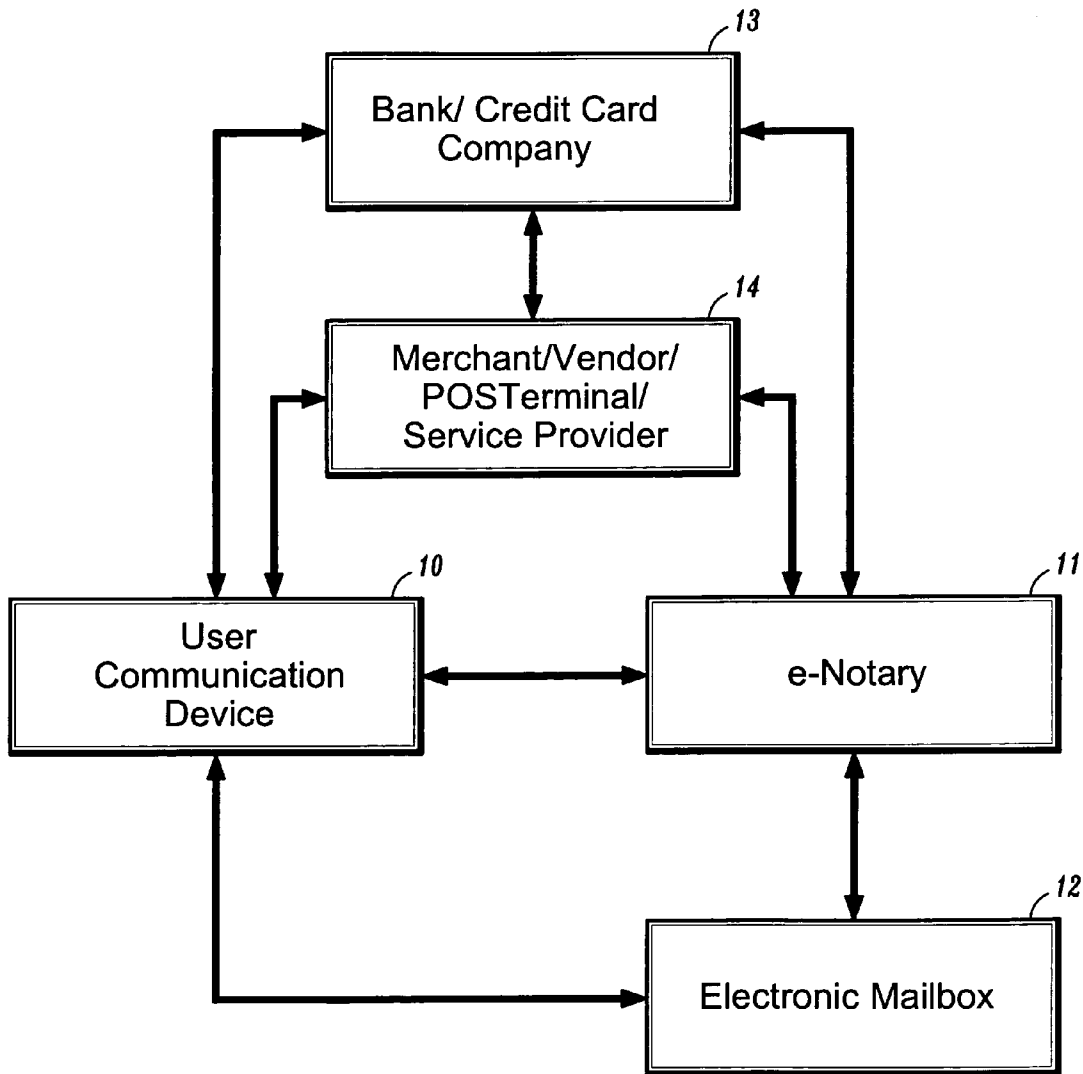 13
Bank/ Credit Card
Company
14
Merchant/Vendor/
POSTerminal/
Service Provider
10
User
Communication
Device
11
e-Notary
12
Electronic Mailbox